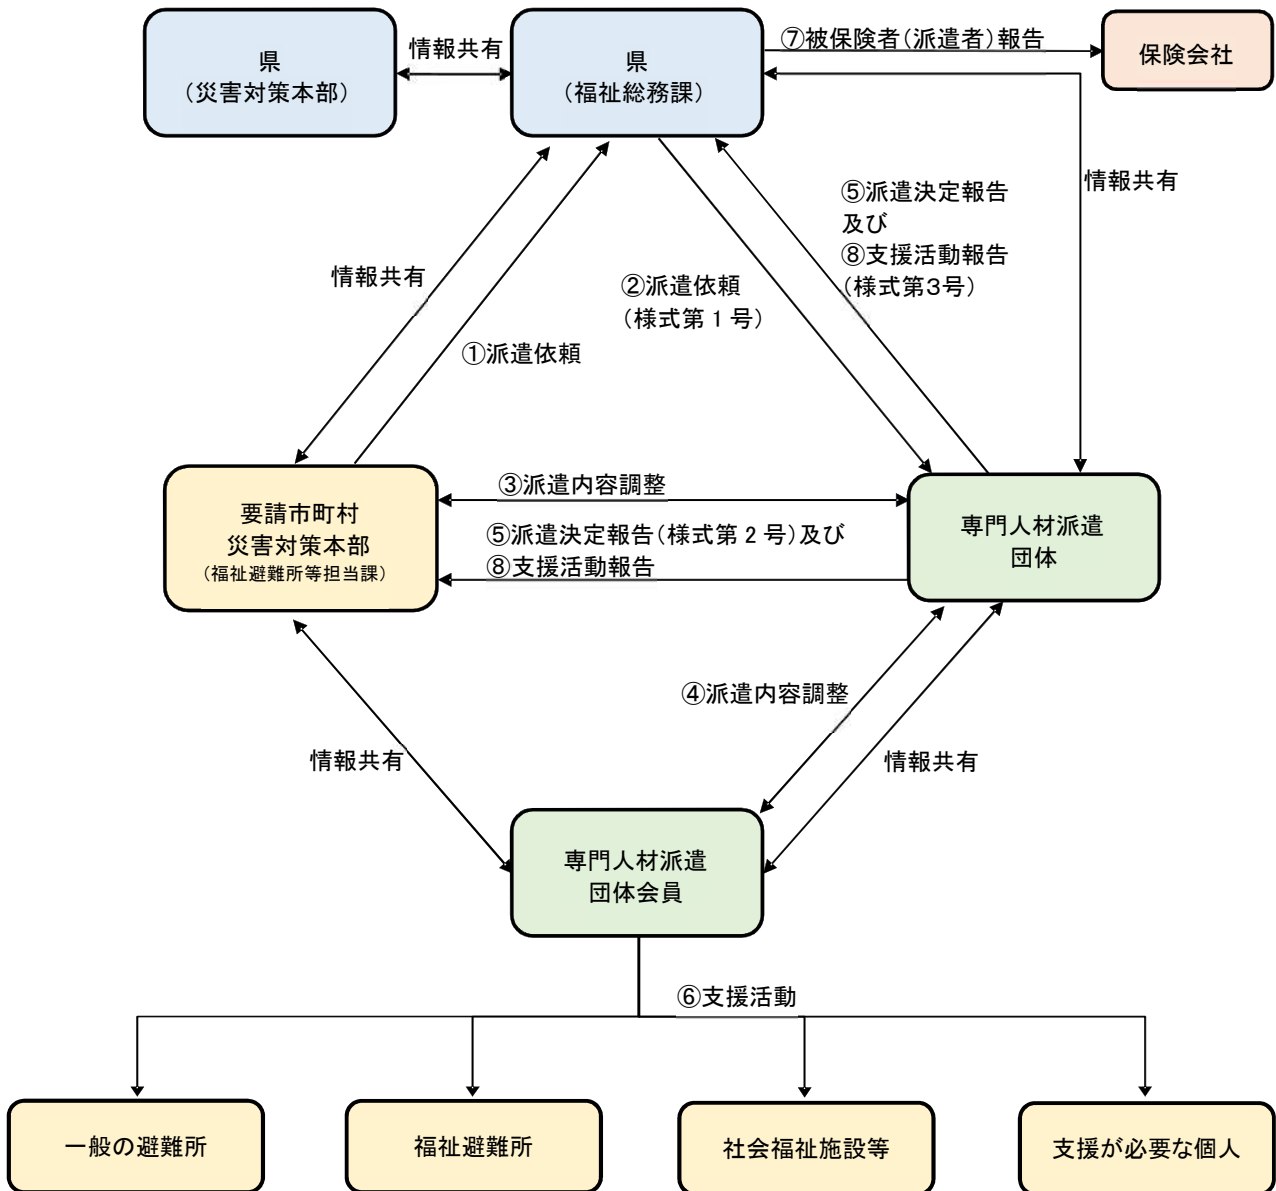 県
（災害対策本部）
情報共有
県
（福祉総務課）
⑦被保険者（派遣者）報告
保険会社
情報共有
⑤派遣決定報告
及び
⑧支援活動報告
（様式第３号）
情報共有
②派遣依頼
（様式第１号）
①派遣依頼
要請市町村
災害対策本部
（福祉避難所等担当課）
③派遣内容調整
⑤派遣決定報告（様式第２号）及び
⑧支援活動報告
専門人材派遣
団体
④派遣内容調整
情報共有
情報共有
専門人材派遣
団体会員
⑥支援活動
一般の避難所
福祉避難所
社会福祉施設等
支援が必要な個人